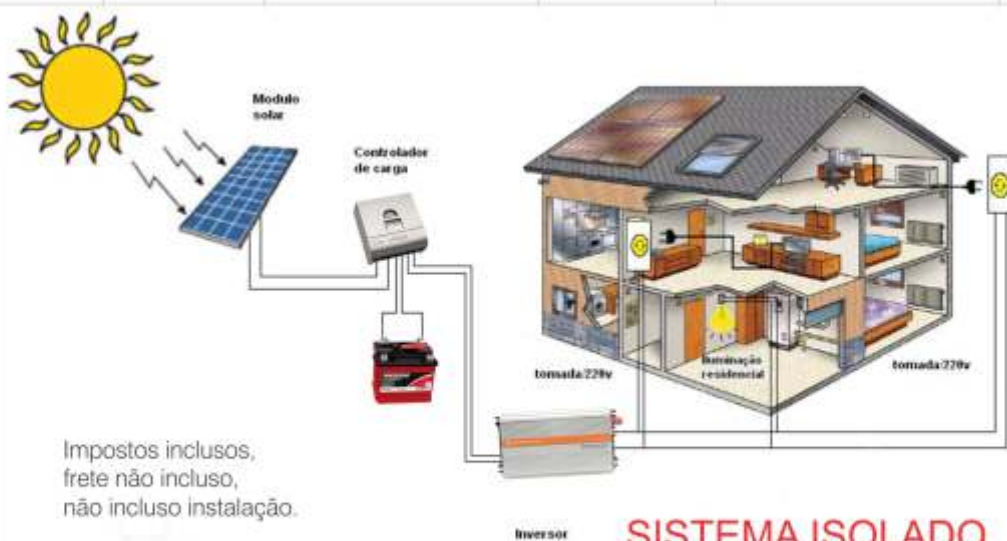 Modulo
solar
Controlador
de carga
tomada/220v
Iluminação
residencial
tomada/220v
Impostos inclusos,
frete não incluso,
não incluso instalação.
Inversor
SISTEMA ISOLADO